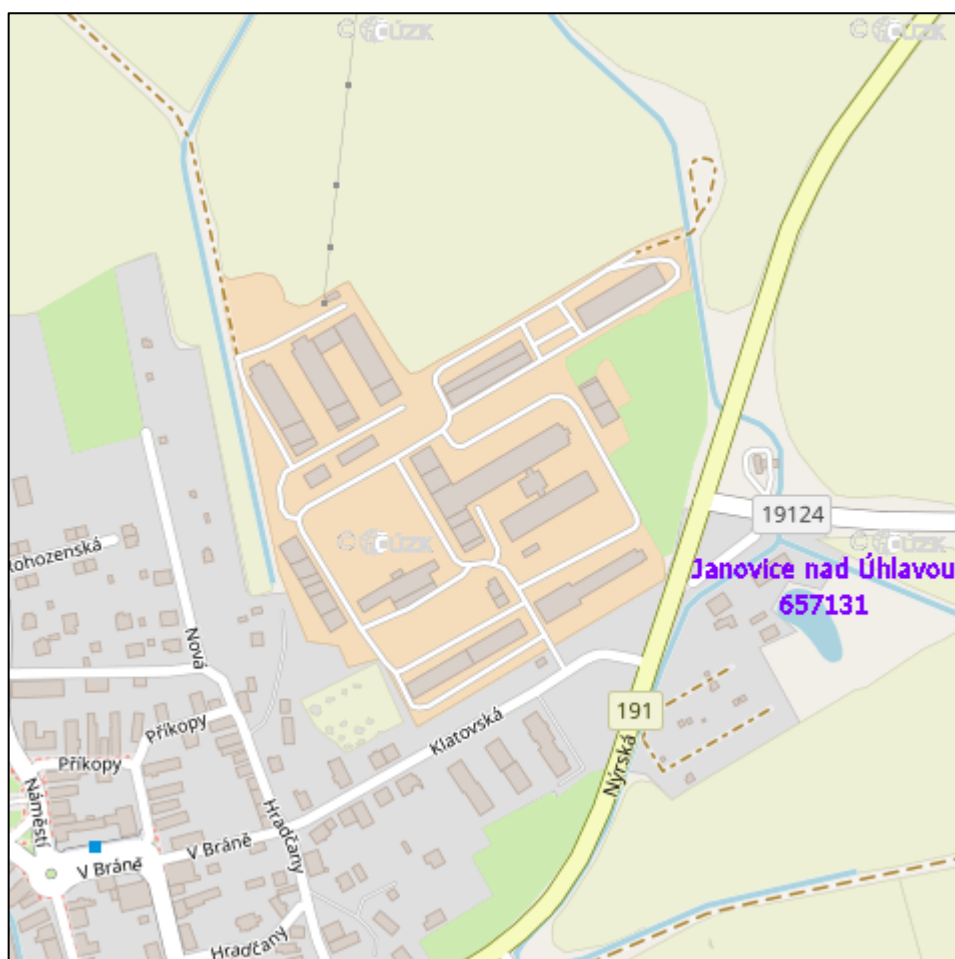 © ČÚZK
© ČÚZK
19124
© ČÚZK
© ČÚZK
tohozenská
Janovice nad Úhlavou
657131
Nová
191
Příkopy
Klatovská
Příkopy
Nýrská
Náměstí
Hradčany
V Bráně
V Bráně
Hradčany